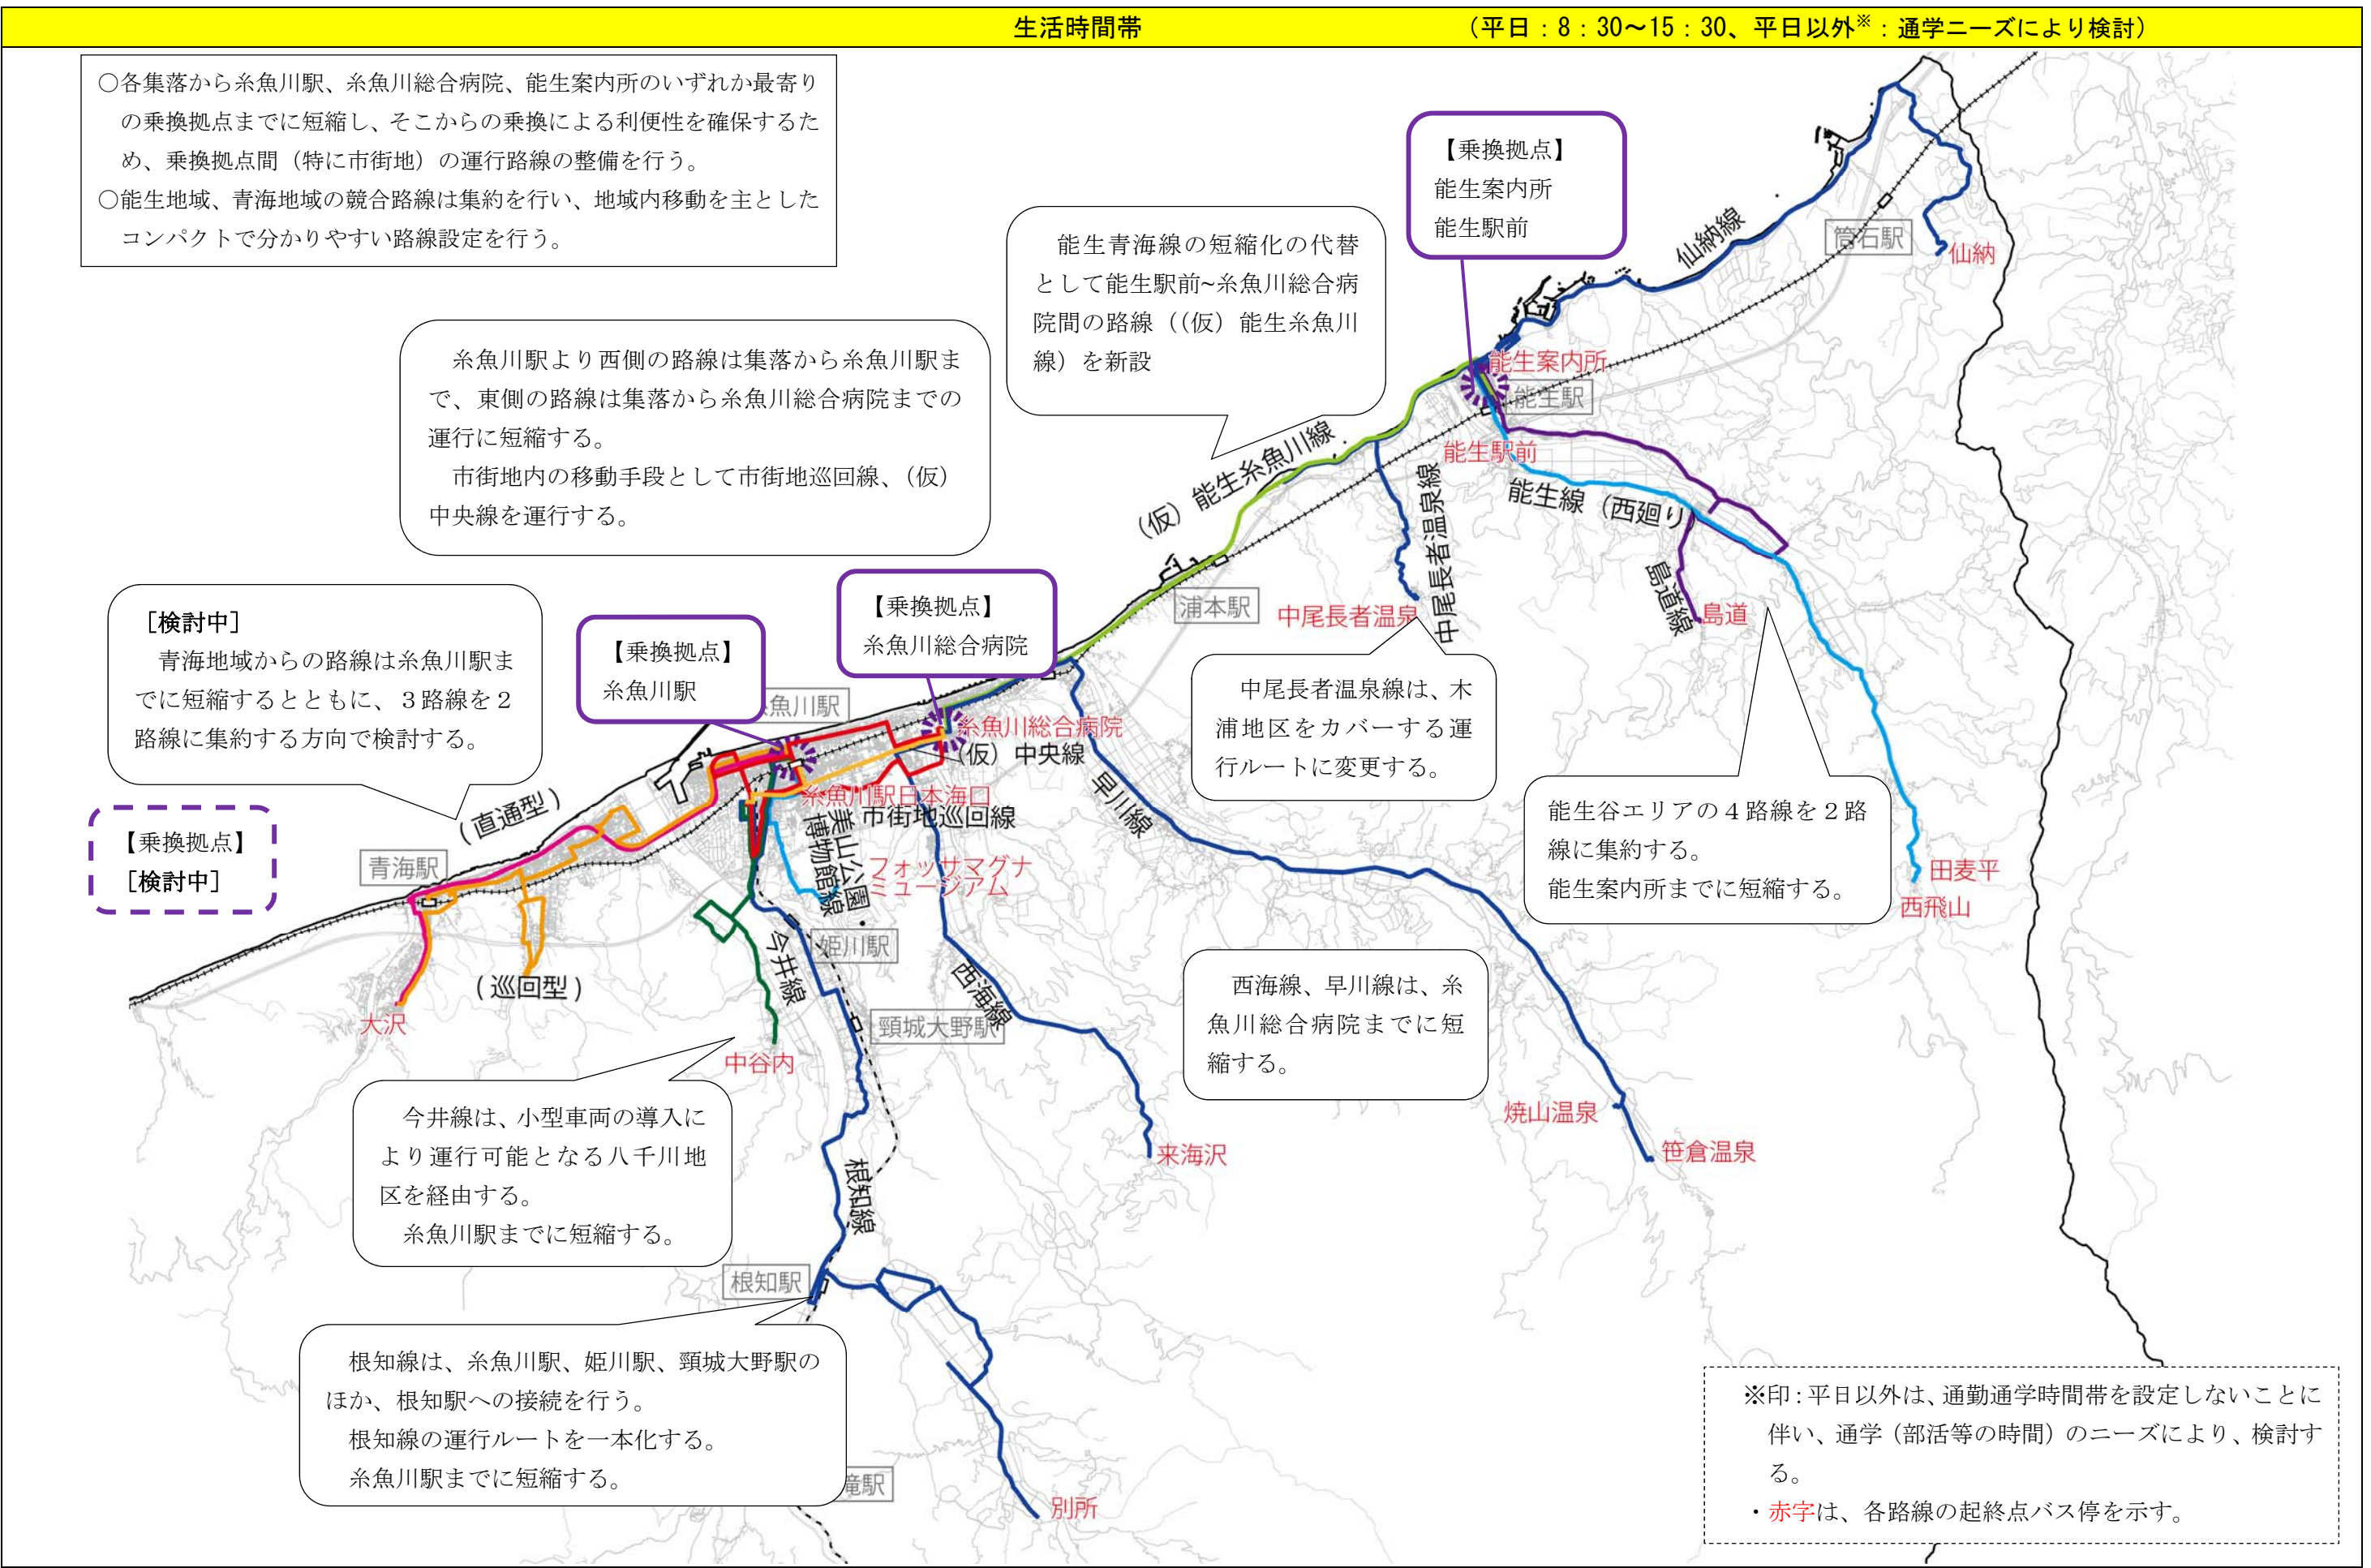 生活時間帯 （平日：8：30～15：30、平日以外※：通学ニーズにより検討）
○各集落から糸魚川駅、糸魚川総合病院、能生案内所のいずれか最寄り
の乗換拠点までに短縮し、そこからの乗換による利便性を確保するた
め、乗換拠点間（特に市街地）の運行路線の整備を行う。
○能生地域、青海地域の競合路線は集約を行い、地域内移動を主とした
コンパクトで分かりやすい路線設定を行う。
【乗換拠点】
能生案内所
能生駅前
能生青海線の短縮化の代替
として能生駅前~糸魚川総合病
院間の路線（(仮）能生糸魚川
線）を新設
糸魚川駅より西側の路線は集落から糸魚川駅ま
で、東側の路線は集落から糸魚川総合病院までの
運行に短縮する。
市街地内の移動手段として市街地巡回線、（仮）
中央線を運行する。
仙納線
筒石駅
仙納
能生案内所
能生駅
能生駅前
（仮）能生糸魚川線
中尾長者温泉線
能生線（西廻り）
島道線
島道
浦本駅
中尾長者温泉
［検討中］
青海地域からの路線は糸魚川駅ま
でに短縮するとともに、３路線を２
路線に集約する方向で検討する。
【乗換拠点】
糸魚川駅
【乗換拠点】
糸魚川総合病院
魚川駅
糸魚川総合病院
（仮）中央線
糸魚川駅日本海口
市街地巡回線
早川線
中尾長者温泉線は、木
浦地区をカバーする運
行ルートに変更する。
能生谷エリアの４路線を２路
線に集約する。
能生案内所までに短縮する。
田麦平
西飛山
【乗換拠点】
［検討中］
（直通型）
青海駅
美山公園・
博物館線
フォッサマグナ
ミュージアム
（巡回型）
大沢
今井線
姫川駅
西海線
頸城大野駅
中谷内
西海線、早川線は、糸
魚川総合病院までに短
縮する。
今井線は、小型車両の導入に
より運行可能となる八千川地
区を経由する。
糸魚川駅までに短縮する。
来海沢
焼山温泉
笹倉温泉
根知線
根知駅
根知線は、糸魚川駅、姫川駅、頸城大野駅の
ほか、根知駅への接続を行う。
根知線の運行ルートを一本化する。
糸魚川駅までに短縮する。
滝駅
別所
※印：平日以外は、通勤通学時間帯を設定しないことに
伴い、通学（部活等の時間）のニーズにより、検討す
る。
・赤字は、各路線の起終点バス停を示す。